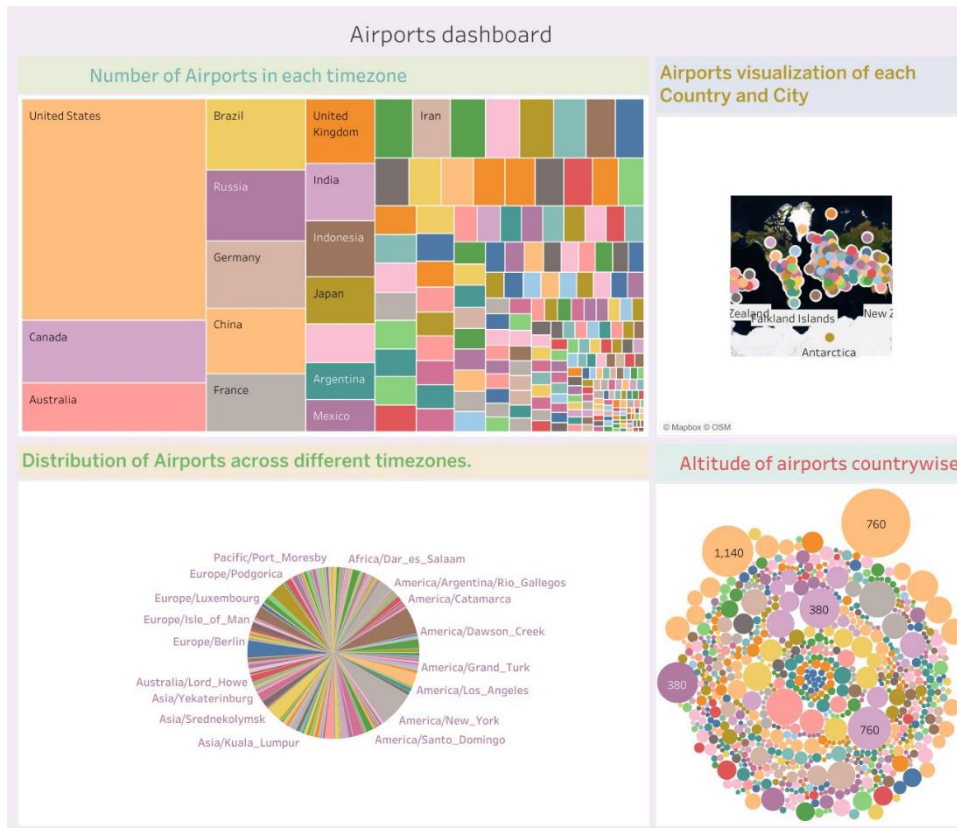 Airports dashboard
Number of Airports in each timezone
Airports visualization of each
Country and City
United States
Brazil
United
Kingdom
Iran
Russia
India
Germany
Indonesia
Japan
China
Canada
Argentina
France
Australia
Mexico
Zealand
Falkland Islands
New Z
Antarctica
© Mapbox © OSM
Distribution of Airports across different timezones.
Altitude of airports countrywise
Pacific/Port_Moresby
Africa/Dar_es_Salaam
Europe/Podgorica
America/Argentina/Rio_Gallegos
Europe/Luxembourg
America/Catamarca
Europe/Isle_of_Man
America/Dawson_Creek
Europe/Berlin
America/Grand_Turk
Australia/Lord_Howe
America/Los_Angeles
Asia/Yekaterinburg
Asia/Srednekolymsk
America/New_York
Asia/Kuala_Lumpur
America/Santo_Domingo
760
1,140
380
380
760